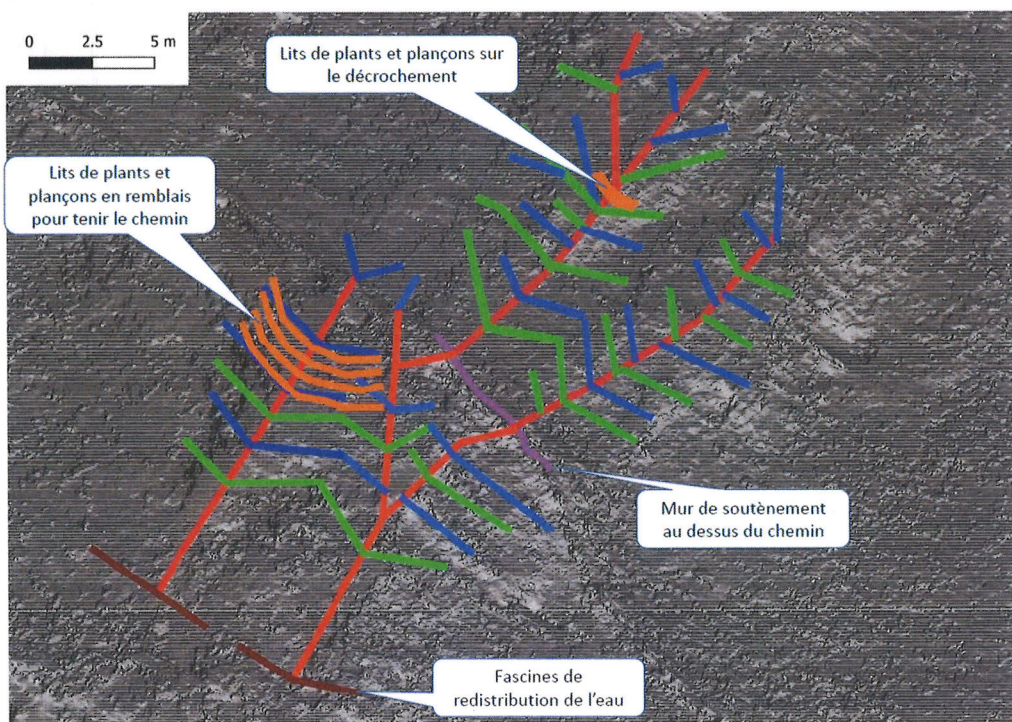 0 2.5 5 m
Lits de plants et plançons sur
le décrochement
Lits de plants et
plançons en remblais
pour tenir le chemin
Mur de soutènement
au dessus du chemin
Fascines de
redistribution de l'eau